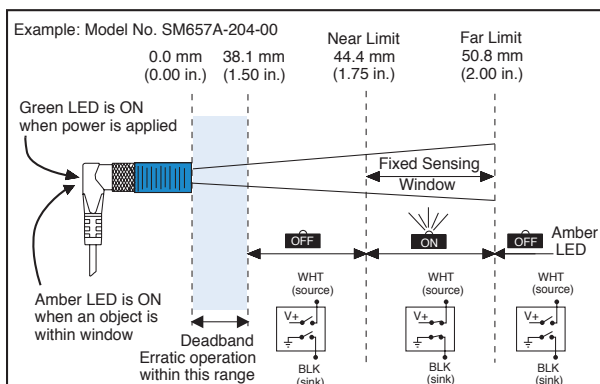 Example: Model No. SM657A-204-00
0.0 mm
(0.00 in.)
38.1 mm
(1.50 in.)
Near Limit
44.4 mm
(1.75 in.)
Far Limit
50.8 mm
(2.00 in.)
Green LED is ON
when power is applied
Fixed Sensing
Window
OFF
ON
OFF
Amber
LED
Amber LED is ON
when an object is
within window
Deadband
Erratic operation
within this range
WHT
(source)
V+
BLK
(sink)
WHT
(source)
V+
BLK
(sink)
WHT
(source)
V+
BLK
(sink)